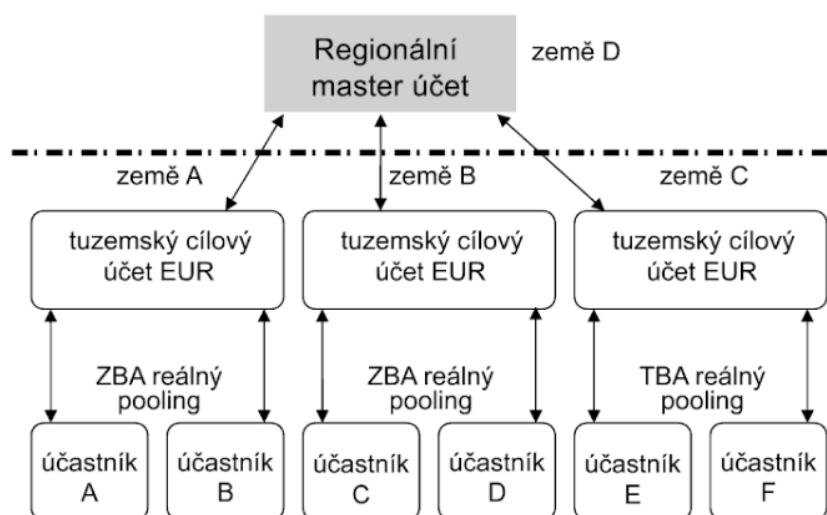 Regionální
master účet
země D
země A
země B
země C
tuzemský cílový
účet EUR
tuzemský cílový
účet EUR
tuzemský cílový
účet EUR
ZBA reálný
pooling
ZBA reálný
pooling
TBA reálný
pooling
účastník
A
účastník
B
účastník
C
účastník
D
účastník
E
účastník
F